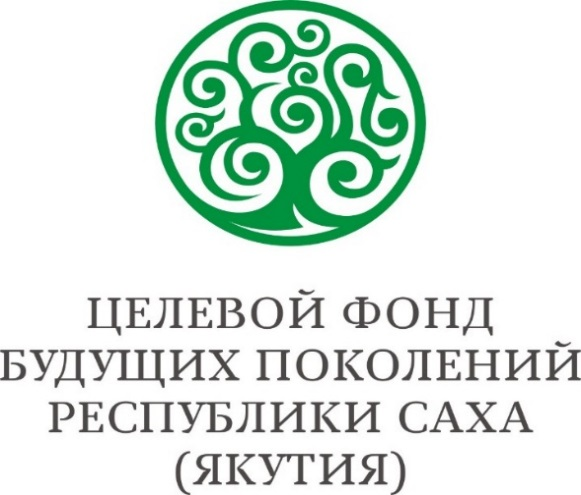 ЦЕЛЕВОЙ ФОНД
БУДУЩИХ ПОКОЛЕНИЙ
РЕСПУБЛИКИ САХА
(ЯКУТИЯ)